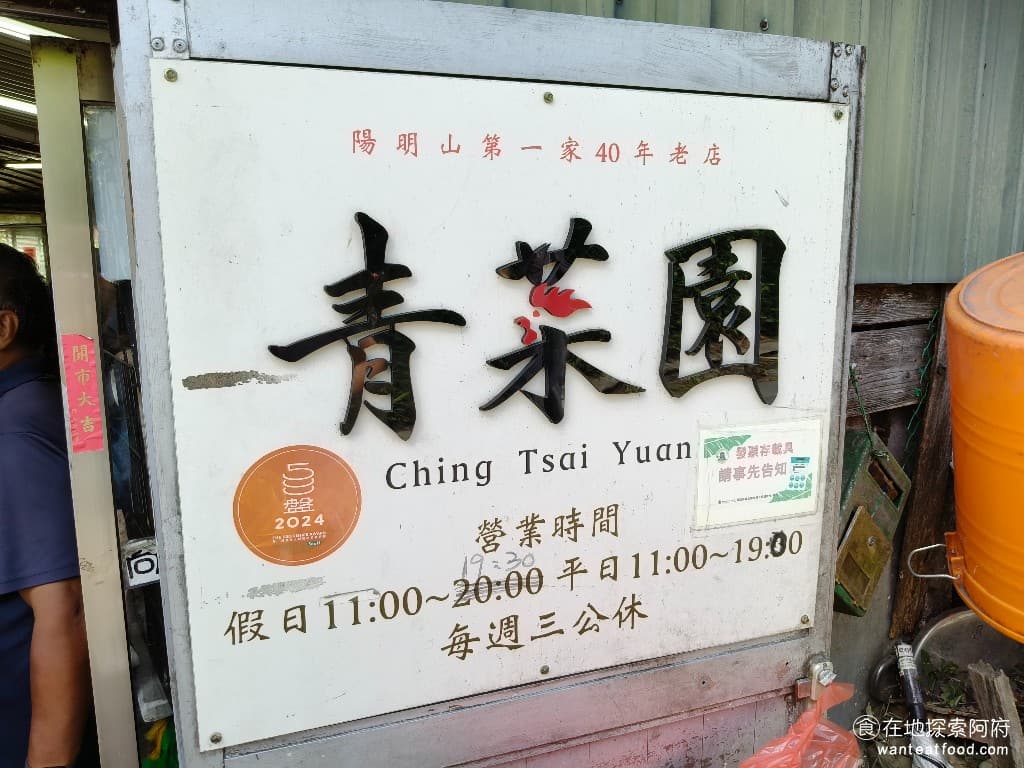 陽明山第一家40年老店
青菜園
Ching Tsai Yuan
開市大吉
500
盤
2024
請事先告知
營業時間
19:30
假日11:00~20:00 平日11:00~19:00
每週三公休
食在地探索阿府
wanteatfood.com